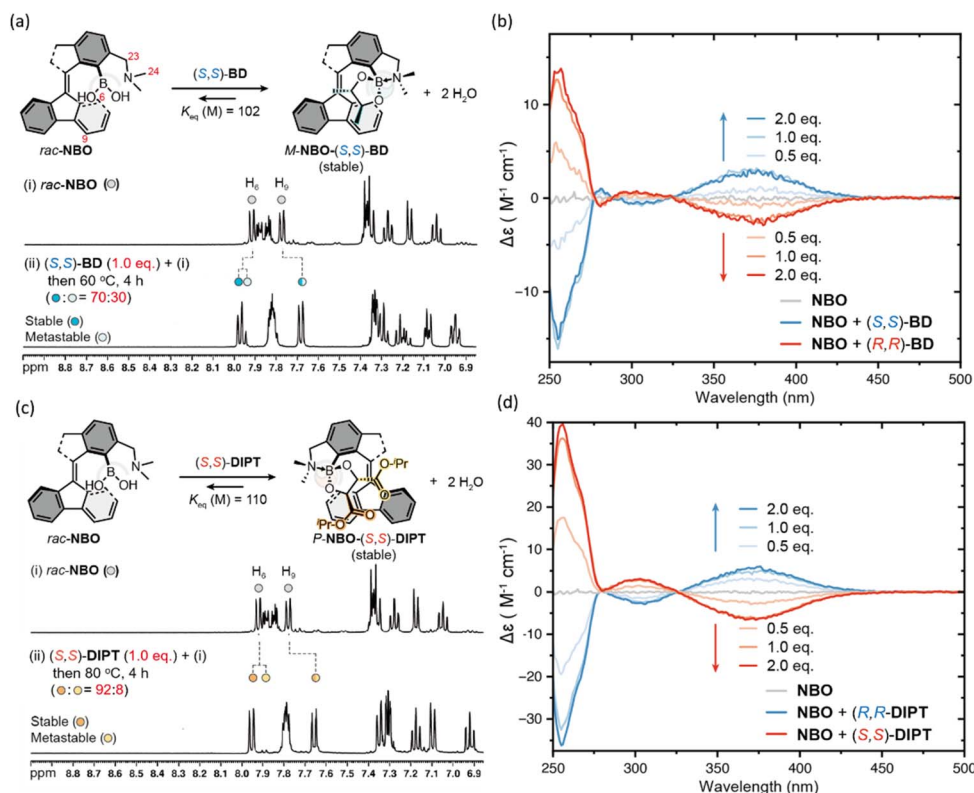 (a)
23
24
N
B
HO OH
6
9
rac-NBO
(S,S)-BD
Keq (M) = 102
O B N
O
+ 2 H2O
M-NBO-(S,S)-BD
(stable)
(i) rac-NBO ( )
H6 H9
(ii) (S,S)-BD (1.0 eq.) + (i)
then 60 °C, 4 h
( : = 70:30)
Stable ( )
Metastable ( )
ppm 8.8 8.7 8.6 8.5 8.4 8.3 8.2 8.1 8.0 7.9 7.8 7.7 7.6 7.5 7.4 7.3 7.2 7.1 7.0 6.9
(b)
Δε ( M-1 cm-1)
10
0
−10
2.0 eq.
1.0 eq.
0.5 eq.
0.5 eq.
1.0 eq.
2.0 eq.
NBO
NBO + (S,S)-BD
NBO + (R,R)-BD
250 300 350 400 450 500
Wavelength (nm)
(c)
N
B
HO OH
rac-NBO
(S,S)-DIPT
Keq (M) = 110
O-iPr
N B O
O
O
O
iPr-O
+ 2 H2O
P-NBO-(S,S)-DIPT
(stable)
(i) rac-NBO ( )
H6 H9
(ii) (S,S)-DIPT (1.0 eq.) + (i)
then 80 °C, 4 h
( : = 92:8)
Stable ( )
Metastable ( )
ppm 8.8 8.7 8.6 8.5 8.4 8.3 8.2 8.1 8.0 7.9 7.8 7.7 7.6 7.5 7.4 7.3 7.2 7.1 7.0 6.9
(d)
Δε ( M-1 cm-1)
40
30
20
10
0
−10
−20
−30
2.0 eq.
1.0 eq.
0.5 eq.
0.5 eq.
1.0 eq.
2.0 eq.
NBO
NBO + (R,R-DIPT
NBO + (S,S)-DIPT
250 300 350 400 450 500
Wavelength (nm)